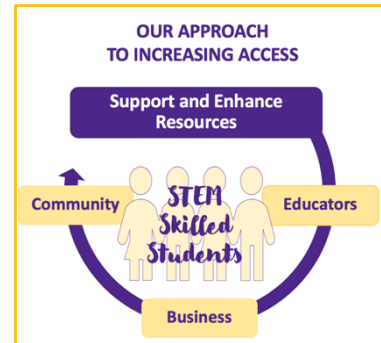 OUR APPROACH
TO INCREASING ACCESS
Support and Enhance
Resources
Community
STEM
Skilled
Students
Educators
Business